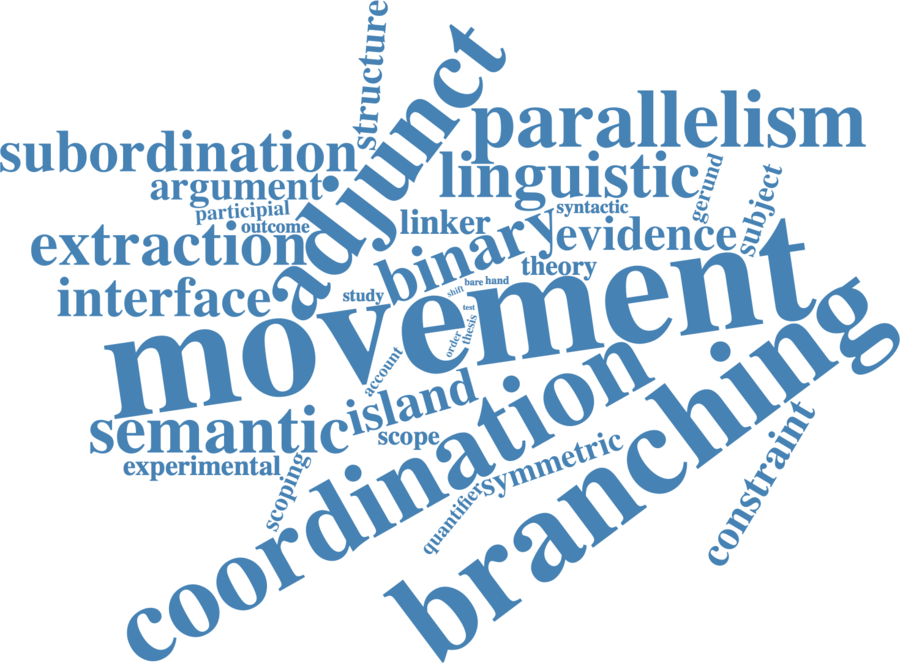 structure
adjunct
parallelism
subordination
linguistic
argument
gerund
subject
participial
outcome
linker
syntactic
extraction
binary
evidence
theory
interface
study
shift
bare
hand
movement
test
thesis
order
account
branching
island
semantic
scope
coordination
experimental
symmetric
constraint
scoping
quantifier